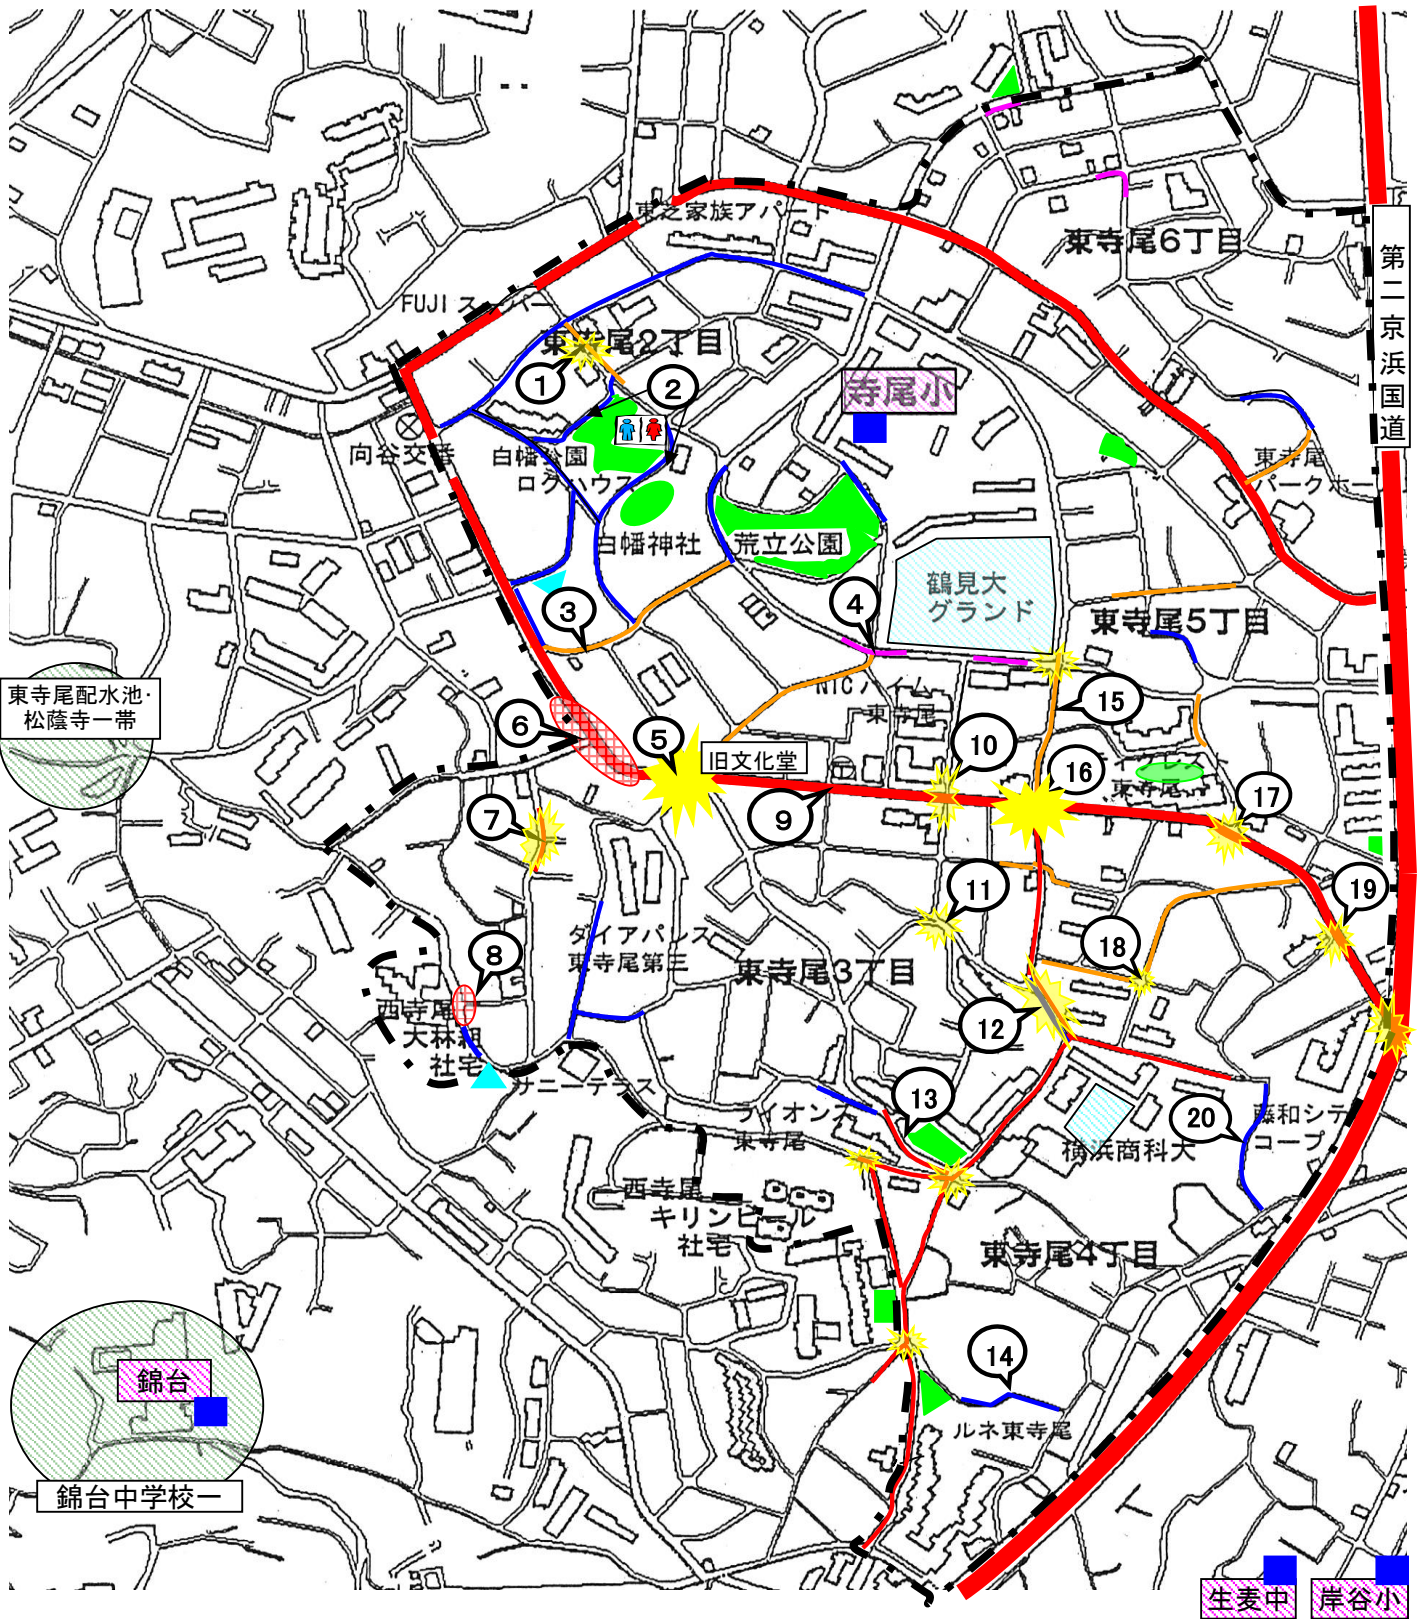 東芝家族アパート
東寺尾6丁目
第二京浜国道
FUJIスーパー
東寺尾2丁目
1
2
寺尾小
向谷交番
白幡公園
ログハウス
東寺尾
パークホー
白幡神社
荒立公園
鶴見大
グランド
3
4
東寺尾5丁目
東寺尾配水池・
松蔭寺一帯
NICハイム
東寺尾
15
6
5
旧文化堂
10
16
東寺尾
9
17
7
11
19
ダイアパレス
東寺尾第三
8
東寺尾3丁目
18
西寺尾
大林組
社宅
12
サニーテラス
ライオンズ
東寺尾
13
20
藤和シテ
コープ
横浜商科大
西寺尾
キリンビール
社宅
東寺尾4丁目
14
錦台
ルネ東寺尾
錦台中学校一
生麦中
岸谷小